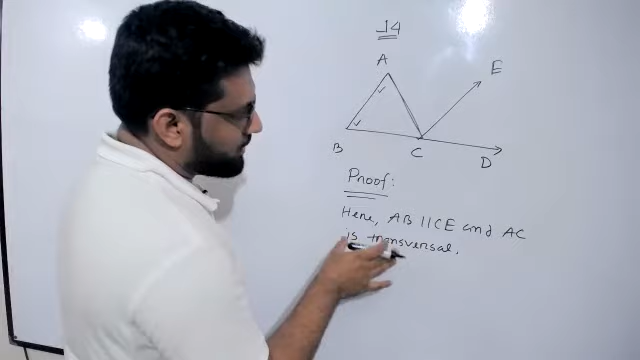 14
A
E
B
C
D
Proof:
Here, AB || CE and AC
is transversal.